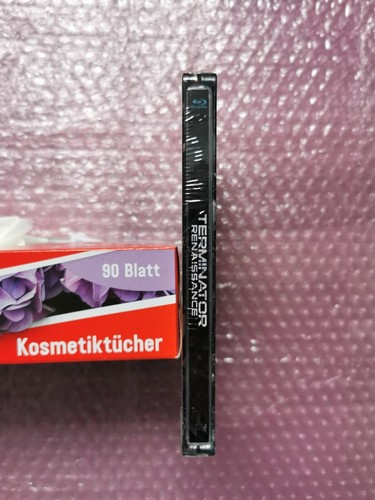 90 Blatt
Kosmetiktücher
TERMINATOR
RENAISSANCE